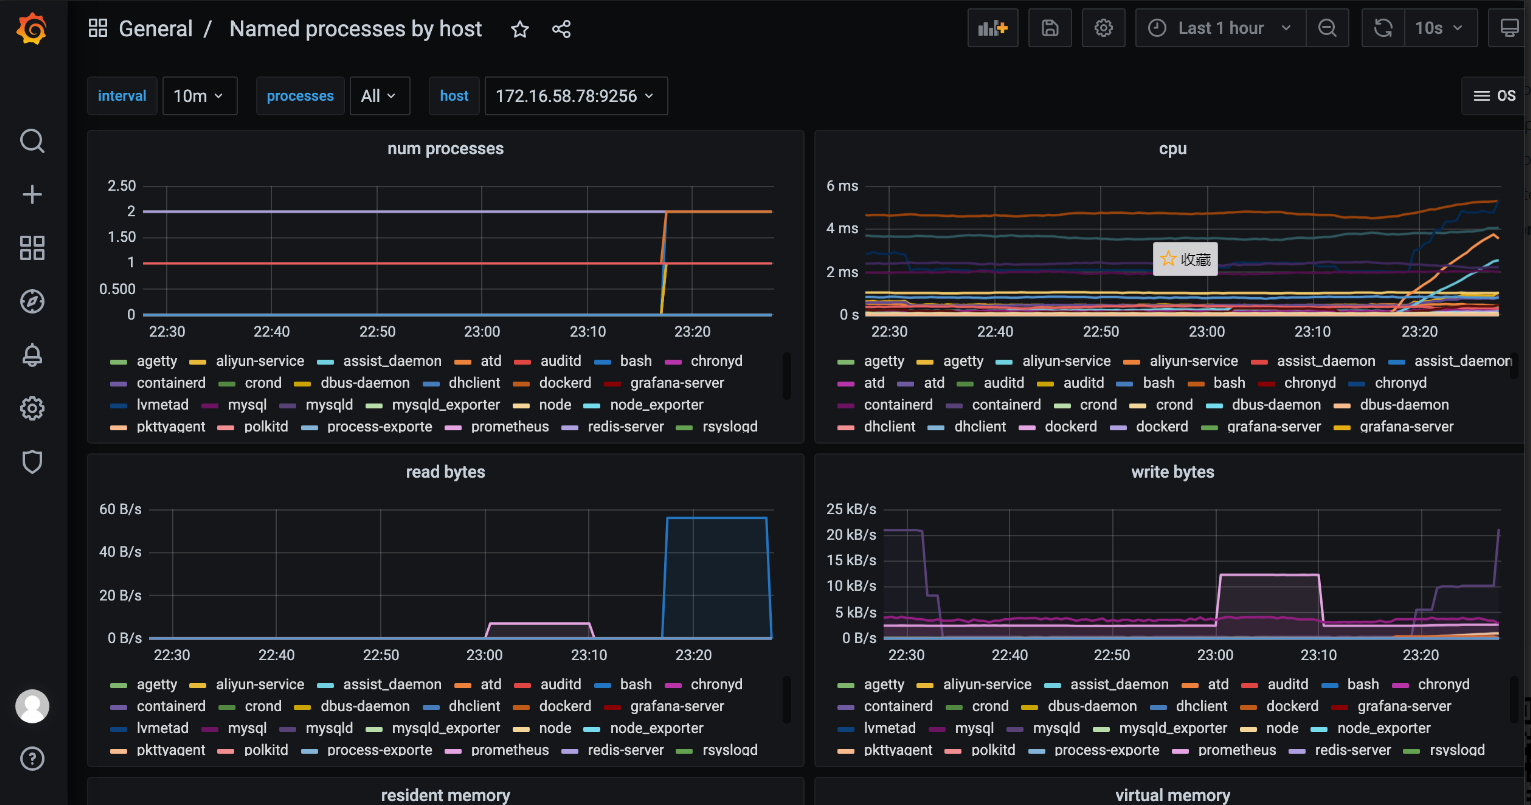 General / Named processes by host
Last 1 hour
10s
interval 10m processes All host 172.16.58.78:9256
OS
num processes
2.50
2
1.50
1
0.500
0
22:30 22:40 22:50 23:00 23:10 23:20
agetty aliyun-service assist_daemon atd auditd bash chronyd
containerd crond dbus-daemon dhclient dockerd grafana-server
lvmetad mysql mysqld mysqld_exporter node node_exporter
pkttyagent polkitd process-exporte prometheus redis-server rsyslogd
cpu
6 ms
4 ms
2 ms
0 s
收藏
22:30 22:40 22:50 23:00 23:10 23:20
agetty agetty aliyun-service aliyun-service assist_daemon assist_daemon
atd atd auditd auditd bash bash chronyd chronyd
containerd containerd crond crond dbus-daemon dbus-daemon
dhclient dhclient dockerd dockerd grafana-server grafana-server
read bytes
60 B/s
40 B/s
20 B/s
0 B/s
22:30 22:40 22:50 23:00 23:10 23:20
agetty aliyun-service assist_daemon atd auditd bash chronyd
containerd crond dbus-daemon dhclient dockerd grafana-server
lvmetad mysql mysqld mysqld_exporter node node_exporter
pkttyagent polkitd process-exporte prometheus redis-server rsyslogd
write bytes
25 kB/s
20 kB/s
15 kB/s
10 kB/s
5 kB/s
0 B/s
22:30 22:40 22:50 23:00 23:10 23:20
agetty aliyun-service assist_daemon atd auditd bash chronyd
containerd crond dbus-daemon dhclient dockerd grafana-server
lvmetad mysql mysqld mysqld_exporter node node_exporter
pkttyagent polkitd process-exporte prometheus redis-server rsyslogd
resident memory
virtual memory